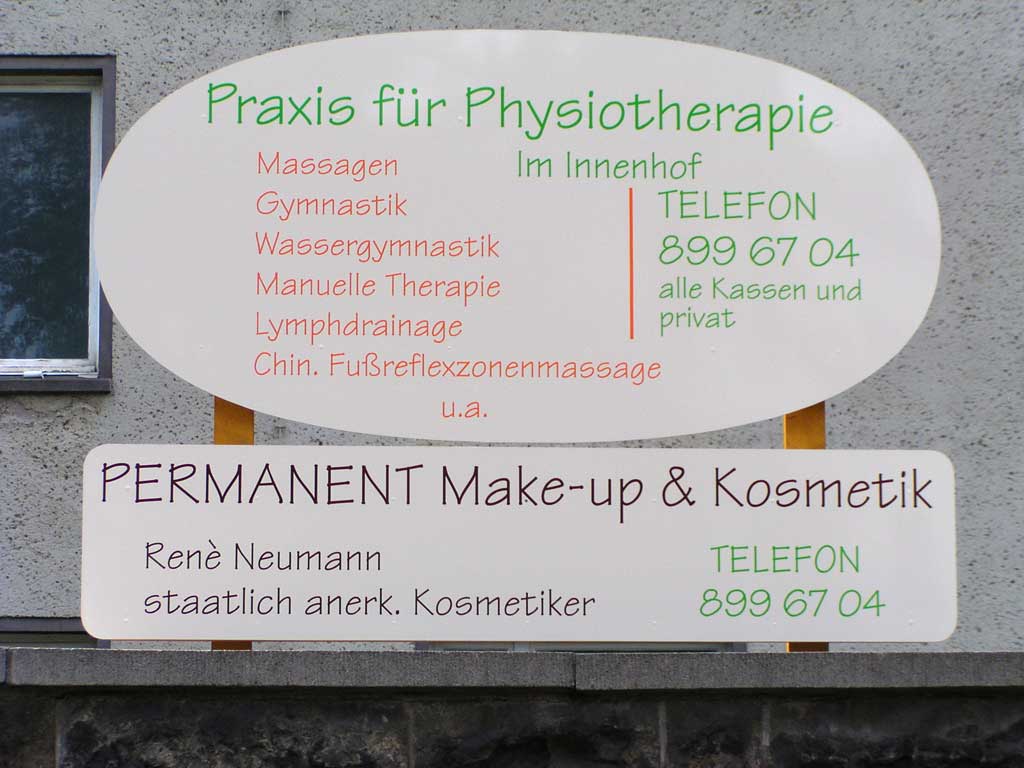 Praxis für Physiotherapie
Massagen
Gymnastik
Wassergymnastik
Manuelle Therapie
Lymphdrainage
Chin. Fußreflexzonenmassage
u.a.
Im Innenhof
TELEFON
899 67 04
alle Kassen und
privat
PERMANENT Make-up & Kosmetik
Renè Neumann
staatlich anerk. Kosmetiker
TELEFON
899 67 04